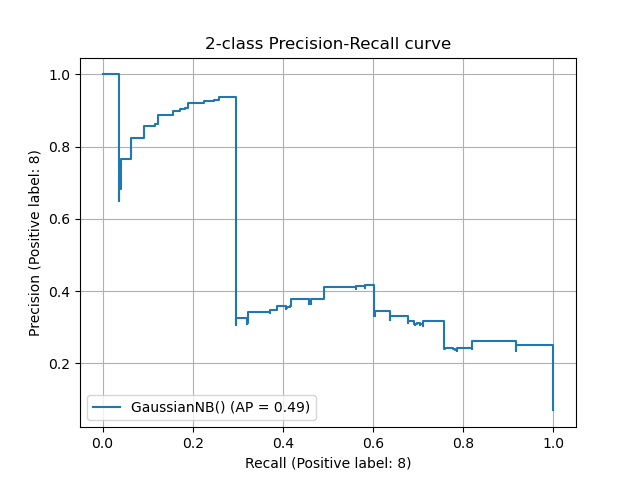 2-class Precision-Recall curve
1.0
0.8
0.6
0.4
0.2
Precision (Positive label: 8)
GaussianNB() (AP = 0.49)
0.0 0.2 0.4 0.6 0.8 1.0
Recall (Positive label: 8)